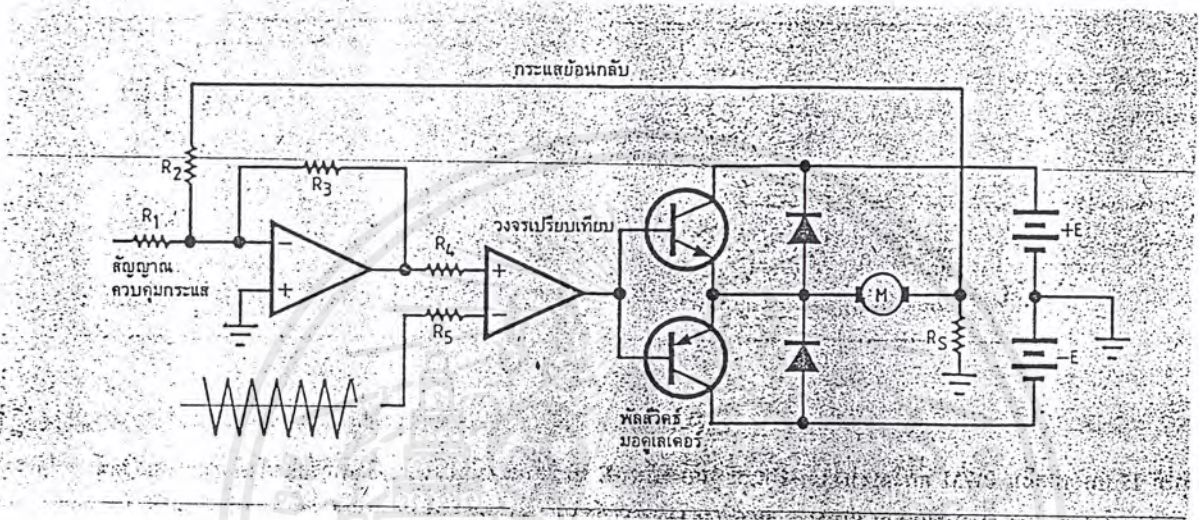 กระแสย้อนกลับ
R2
R3
R1
วงจรเปรียบเทียบ
R4
+E
สัญญาณ
ควบคุมกระแส
-
+
+
-
M
R5
RS
-E
พลส์วิดธ์
มอดูเลเตอร์